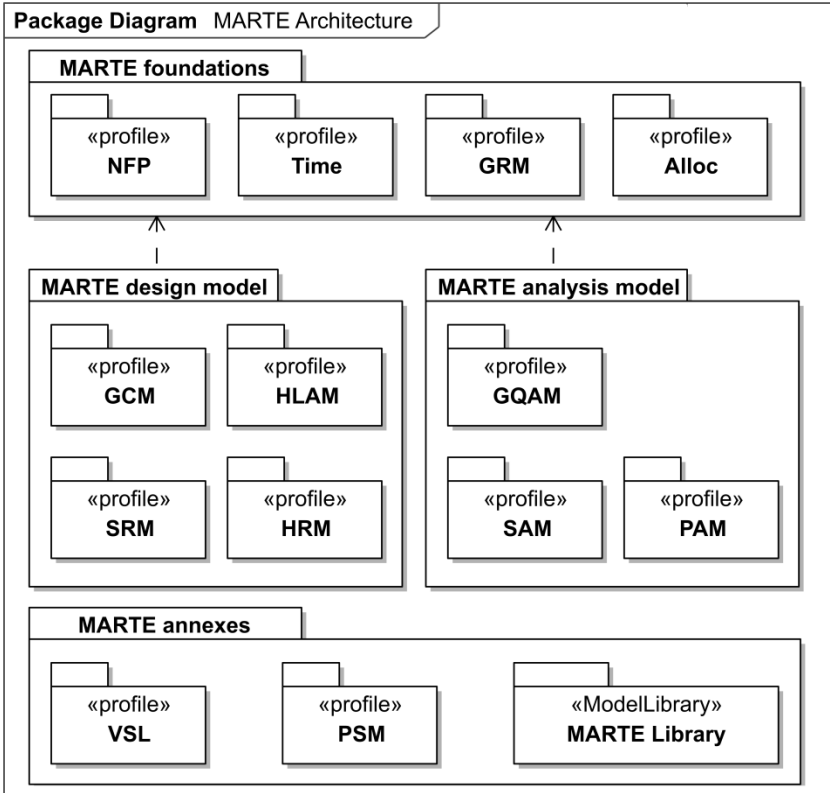 Package Diagram MARTE Architecture
MARTE foundations
«profile» «profile» «profile» «profile»
NFP Time GRM Alloc
MARTE design model MARTE analysis model
«profile» «profile» «profile»
GCM HLAM GQAM
«profile» «profile» «profile» «profile»
SRM HRM SAM PAM
MARTE annexes
«profile» «profile» «ModelLibrary»
VSL PSM MARTE Library